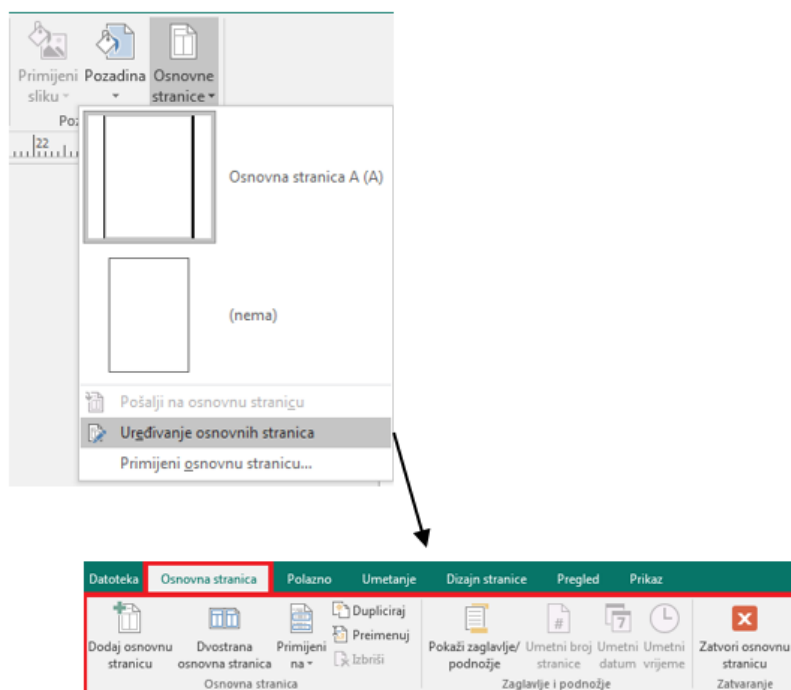 Primijeni Pozadina Osnovne
sliku stranice
Poz
22
Osnovna stranica A (A)
(nema)
Pošalji na osnovnu stranicu
Uređivanje osnovnih stranica
Primijeni osnovnu stranicu...
Datoteka Osnovna stranica Polazno Umetanje Dizajn stranice Pregled Prikaz
Dodaj osnovnu stranicu
Dvostrana osnovna stranica
Primijeni na
Dupliciraj
Preimenuj
Izbriši
Pokaži zaglavlje/ podnožje
Umetni broj stranice
Umetni datum
Umetni vrijeme
Zatvori osnovnu stranicu
Osnovna stranica Zaglavlje i podnožje Zatvaranje